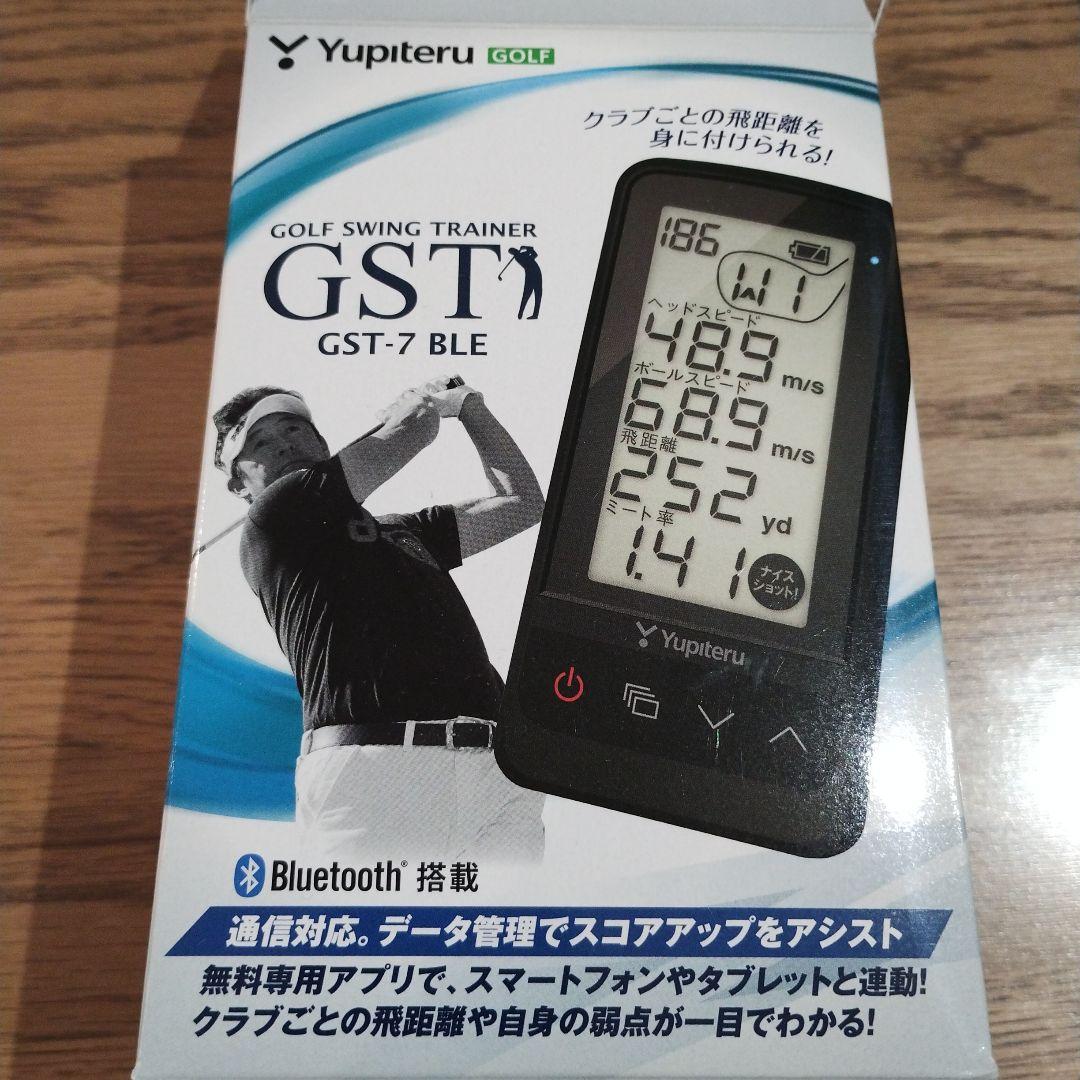 Yupiteru GOLF
クラブごとの飛距離を
身に付けられる!
GOLF SWING TRAINER
GST
GST-7 BLE
186
W1
ヘッドスピード
48.9 m/s
ボールスピード
68.9 m/s
飛距離
252 yd
ミート率
1.41
ナイス
ショット!
Yupiteru
Bluetooth® 搭載
通信対応。データ管理でスコアアップをアシスト
無料専用アプリで、スマートフォンやタブレットと連動!
クラブごとの飛距離や自身の弱点が一目でわかる!